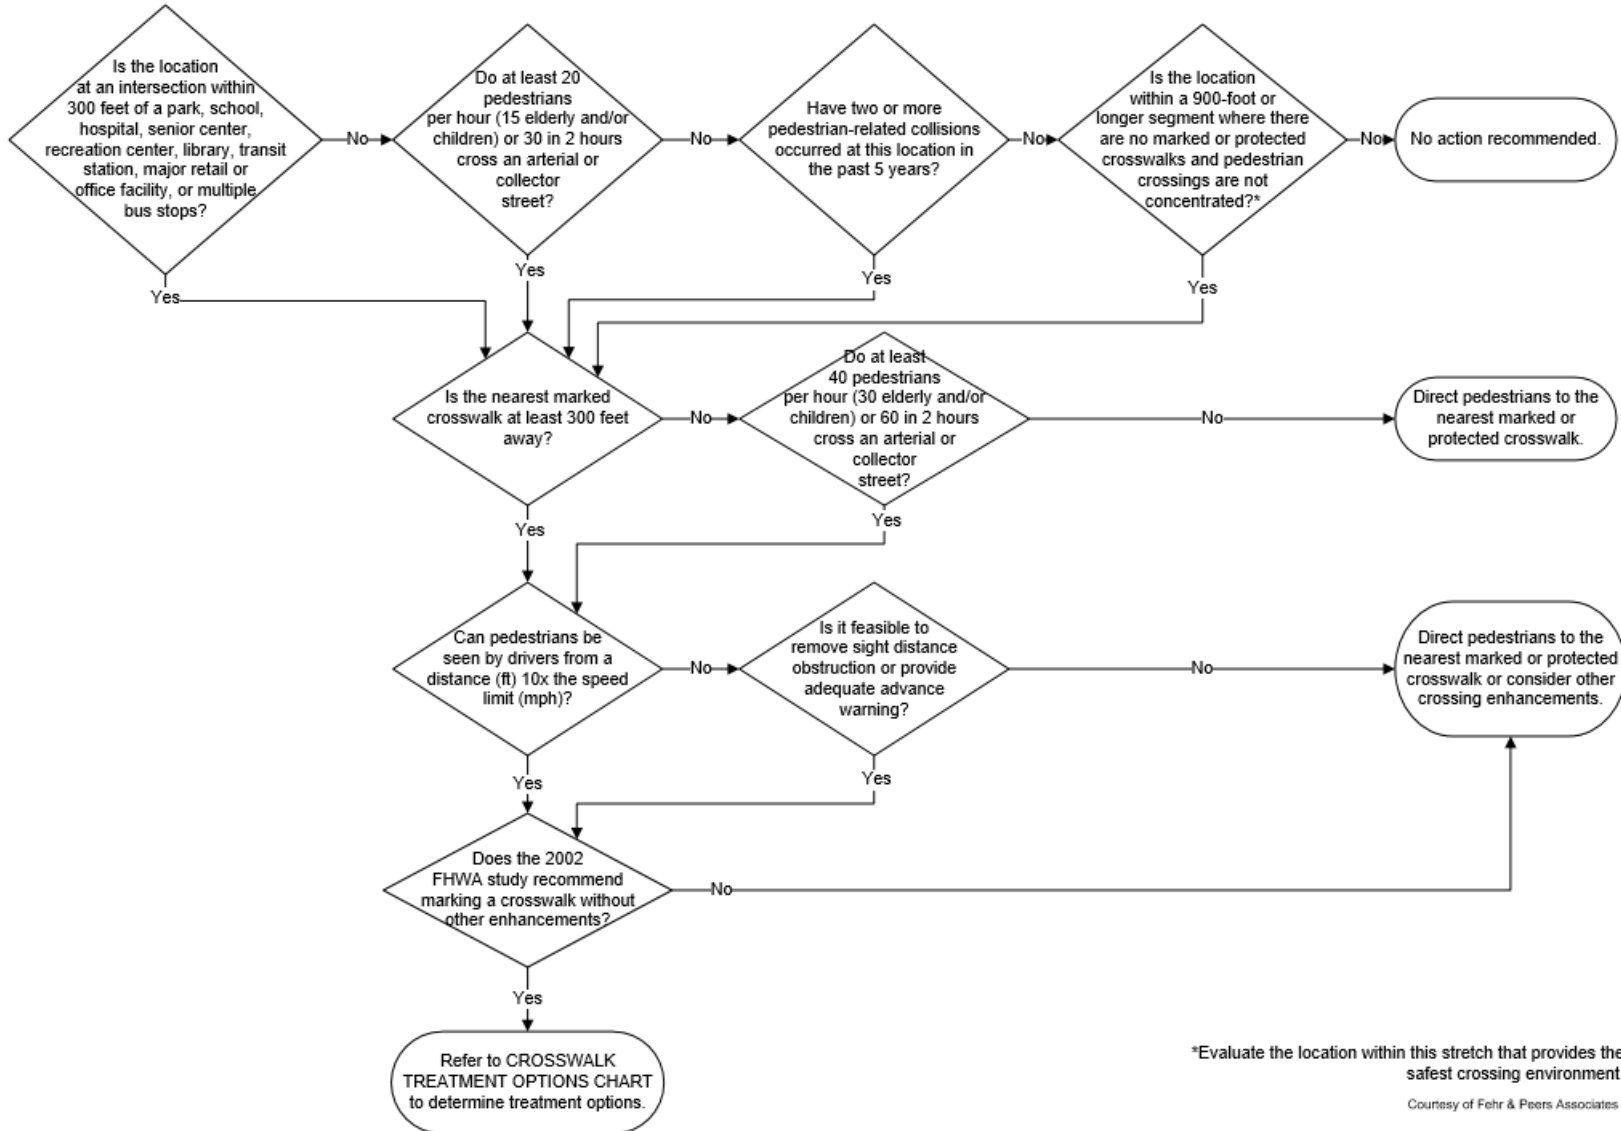 Is the location
at an intersection within
300 feet of a park, school,
hospital, senior center,
recreation center, library, transit
station, major retail or
office facility, or multiple
bus stops?
No
Do at least 20
pedestrians
per hour (15 elderly and/or
children) or 30 in 2 hours
cross an arterial or
collector
street?
No
Have two or more
pedestrian-related collisions
occurred at this location in
the past 5 years?
No
Is the location
within a 900-foot or
longer segment where there
are no marked or protected
crosswalks and pedestrian
crossings are not
concentrated?*
No
No action recommended.
Yes
Yes
Yes
Yes
Is the nearest marked
crosswalk at least 300 feet
away?
No
Do at least
40 pedestrians
per hour (30 elderly and/or
children) or 60 in 2 hours
cross an arterial or
collector
street?
No
Direct pedestrians to the
nearest marked or
protected crosswalk.
Yes
Yes
Can pedestrians be
seen by drivers from a
distance (ft) 10x the speed
limit (mph)?
No
Is it feasible to
remove sight distance
obstruction or provide
adequate advance
warning?
No
Direct pedestrians to the
nearest marked or protected
crosswalk or consider other
crossing enhancements.
Yes
Yes
Does the 2002
FHWA study recommend
marking a crosswalk without
other enhancements?
No
Yes
Refer to CROSSWALK
TREATMENT OPTIONS CHART
to determine treatment options.
*Evaluate the location within this stretch that provides the
safest crossing environment
Courtesy of Fehr & Peers Associates